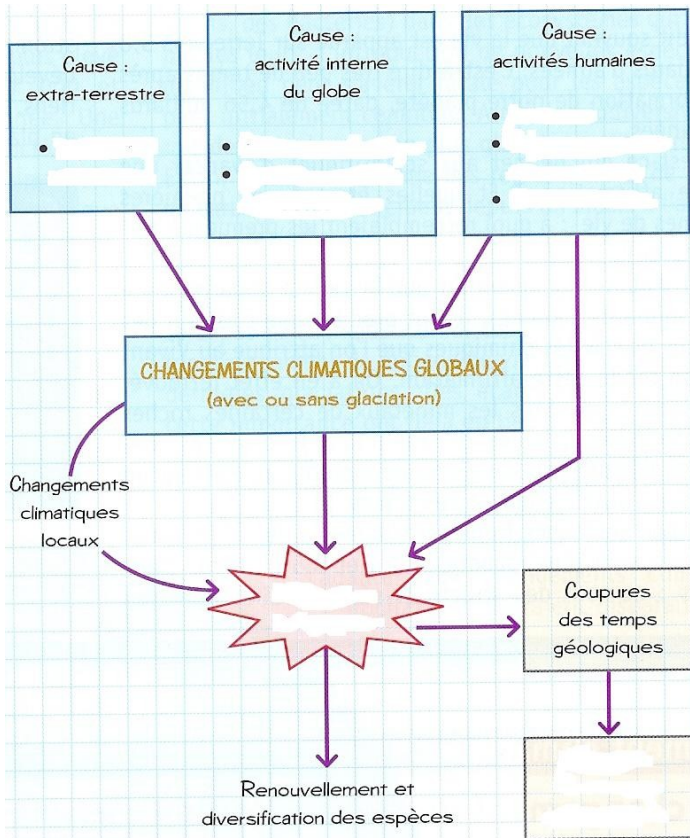 Cause :
extra-terrestre
•
Cause :
activité interne
du globe
•
•
Cause :
activités humaines
•
•
•
CHANGEMENTS CLIMATIQUES GLOBAUX
(avec ou sans glaciation)
Changements
climatiques
locaux
Coupures
des temps
géologiques
Renouvellement et
diversification des espèces